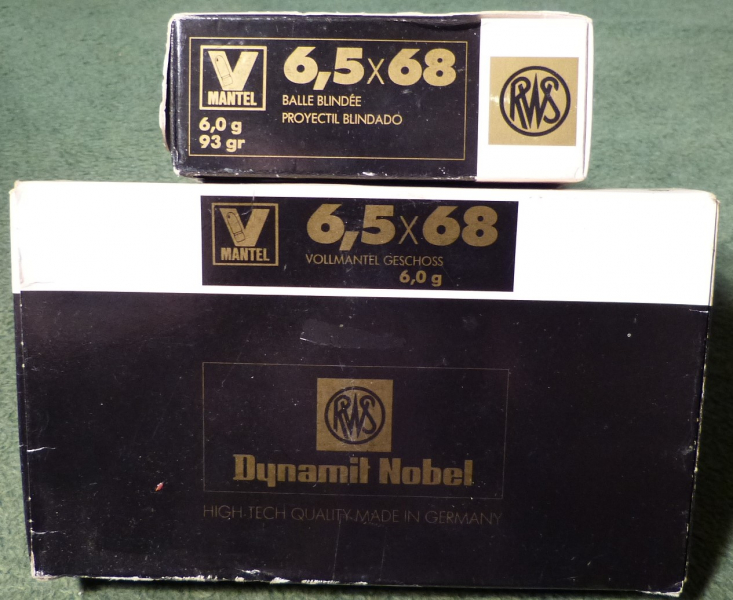 V
MANTEL
6,0 g
93 gr
6,5x68
BALLE BLINDÉE
PROYECTIL BLINDADO
RWS
V
MANTEL
6,5x68
VOLLMANTEL GESCHOSS
6,0 g
RWS
Dynamit Nobel
HIGH TECH QUALITY MADE IN GERMANY